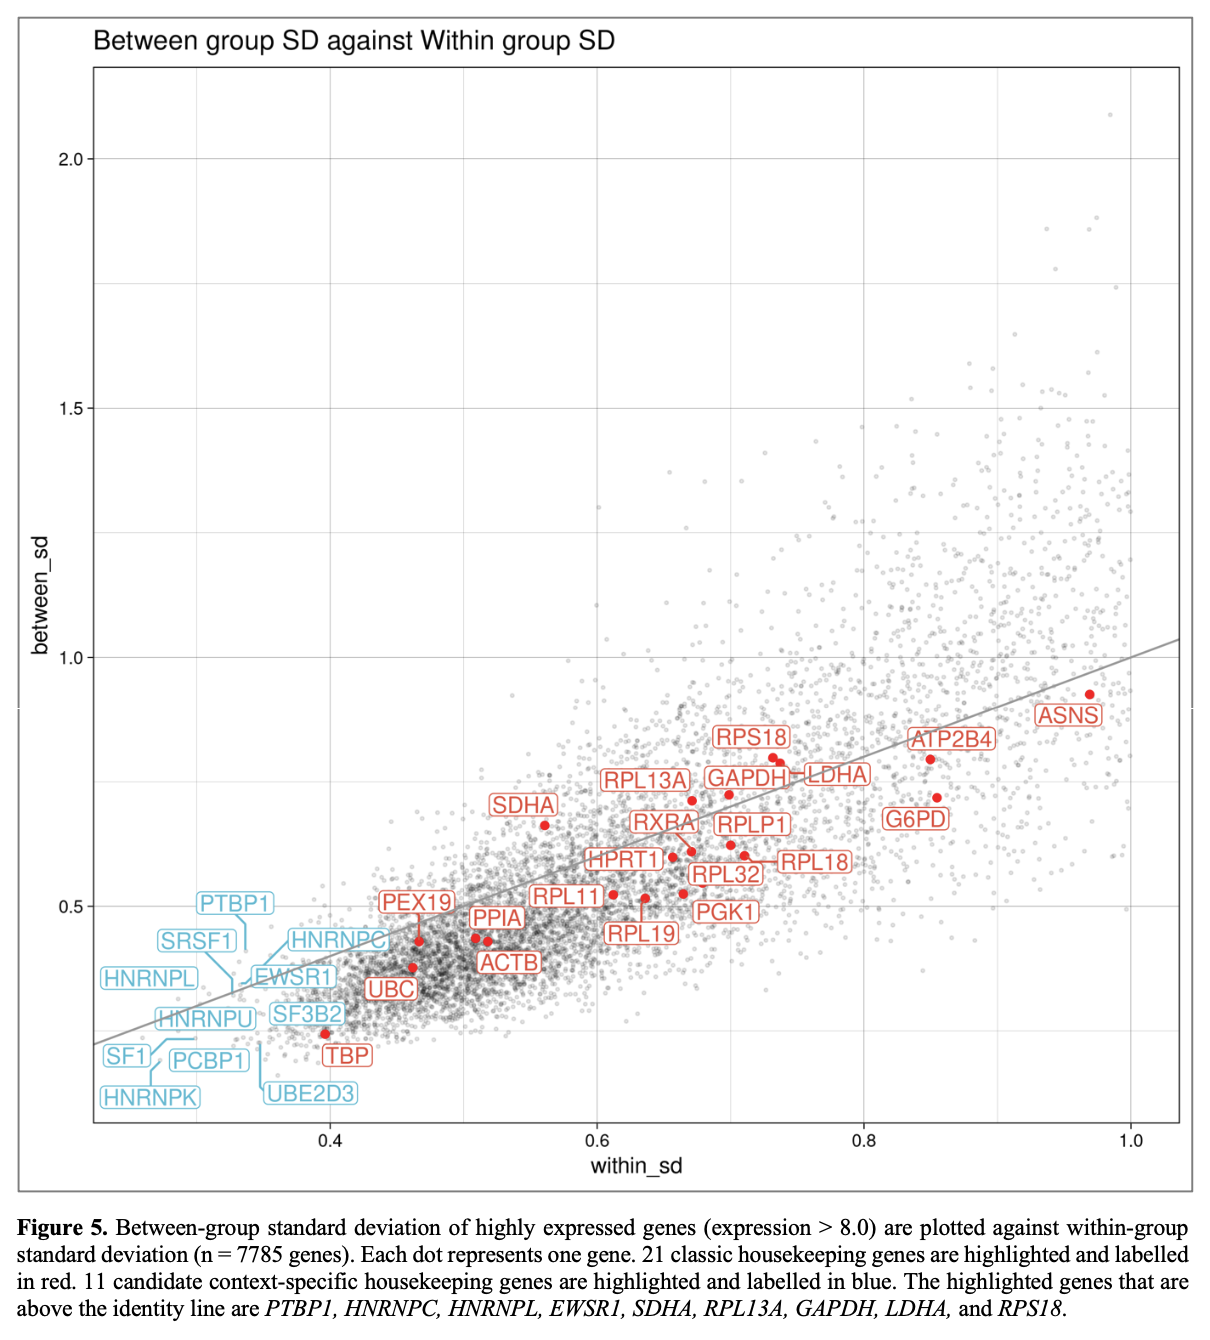 Between group SD against Within group SD
2.0
1.5
1.0
0.5
between_sd
ASNS
RPS18
ATP2B4
RPL13A
GAPDH
LDHA
SDHA
G6PD
RXRA
RPLP1
HPRT1
RPL18
RPL32
RPL11
PEX19
PTBP1
PPIA
PGK1
RPL19
SRSF1
HNRNPC
ACTB
HNRNPL
EWSR1
UBC
HNRNPU
SF3B2
SF1
PCBP1
TBP
HNRNPK
UBE2D3
0.4
0.6
0.8
1.0
within_sd
Figure 5. Between-group standard deviation of highly expressed genes (expression > 8.0) are plotted against within-group
standard deviation (n = 7785 genes). Each dot represents one gene. 21 classic housekeeping genes are highlighted and labelled
in red. 11 candidate context-specific housekeeping genes are highlighted and labelled in blue. The highlighted genes that are
above the identity line are PTBP1, HNRNPC, HNRNPL, EWSR1, SDHA, RPL13A, GAPDH, LDHA, and RPS18.